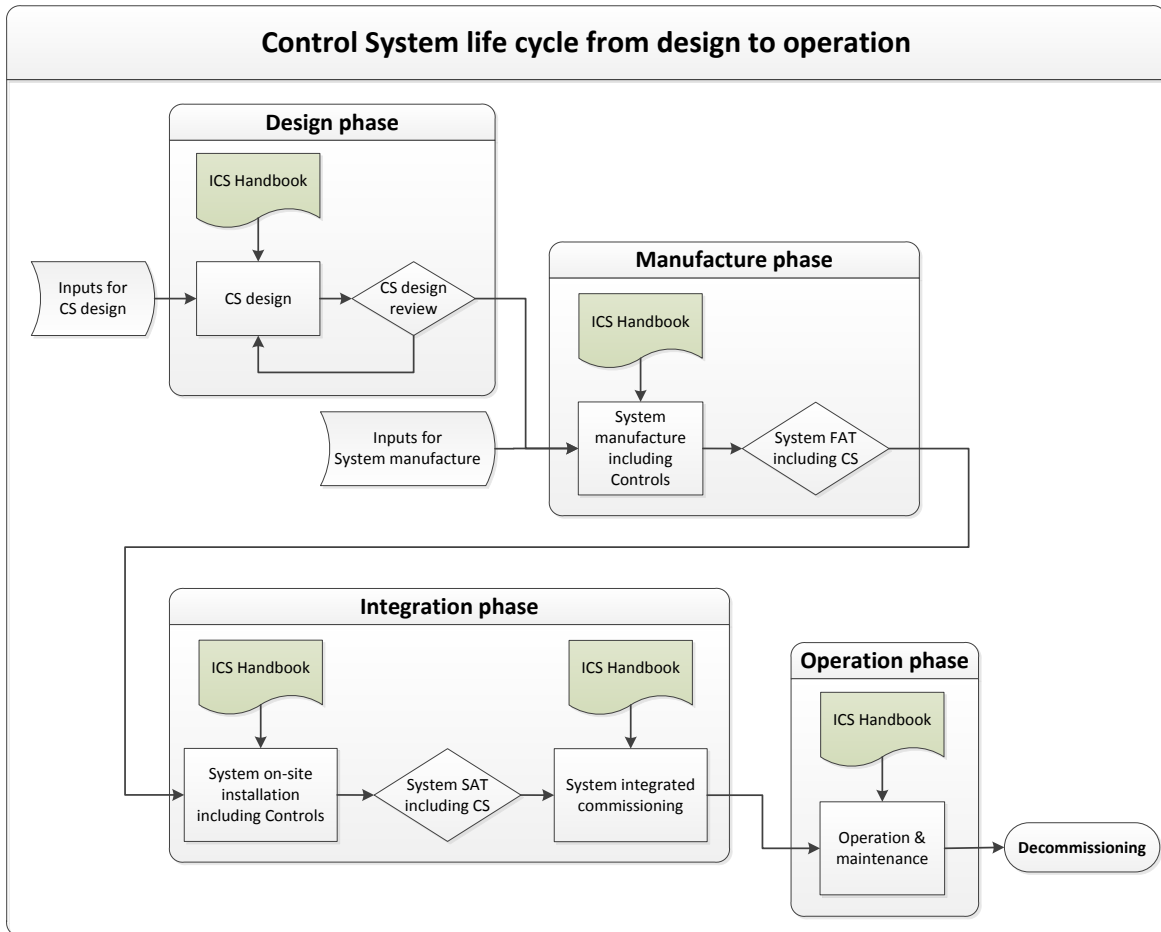 Control System life cycle from design to operation
Design phase
ICS Handbook
Inputs for
CS design
CS design
CS design
review
Manufacture phase
ICS Handbook
Inputs for
System manufacture
System
manufacture
including
Controls
System FAT
including CS
Integration phase
ICS Handbook
ICS Handbook
System on-site
installation
including Controls
System SAT
including CS
System integrated
commissioning
Operation phase
ICS Handbook
Operation &
maintenance
Decommissioning